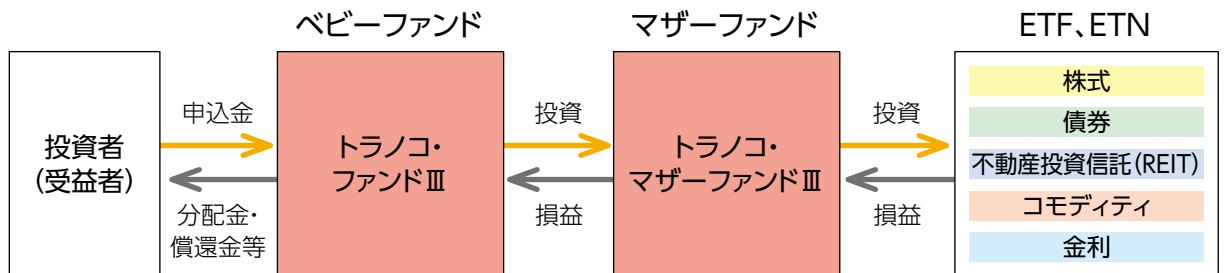 ベビーファンド
マザーファンド
ETF、ETN
投資者
(受益者)
申込金
分配金・
償還金等
トラノコ・
ファンドⅢ
投資
損益
トラノコ・
マザーファンドⅢ
投資
損益
株式
債券
不動産投資信託(REIT)
コモディティ
金利